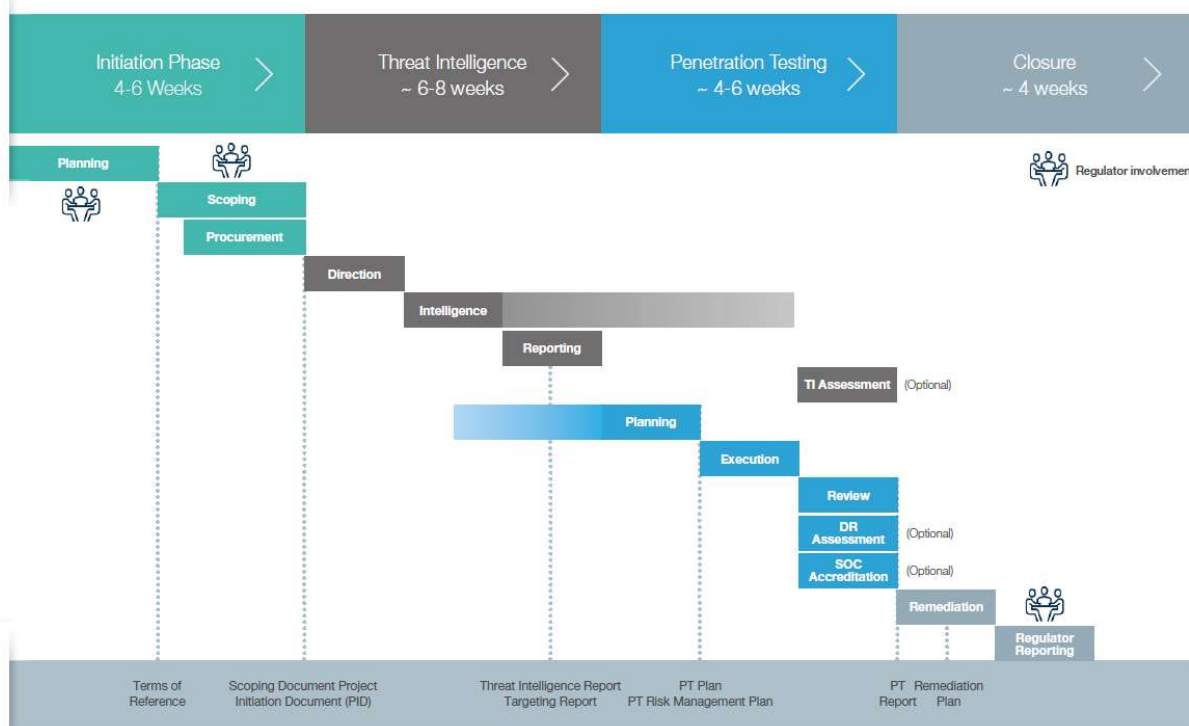 Initiation Phase
4-6 Weeks
Threat Intelligence
~ 6-8 weeks
Penetration Testing
~ 4-6 weeks
Closure
~ 4 weeks
Planning
Regulator involvement
Scoping
Procurement
Direction
Intelligence
Reporting
TI Assessment
(Optional)
Planning
Execution
Review
DR
Assessment
(Optional)
SOC
Accreditation
(Optional)
Remediation
Regulator
Reporting
Terms of
Reference
Scoping Document Project
Initiation Document (PID)
Threat Intelligence Report
Targeting Report
PT Plan
PT Risk Management Plan
PT
Report
Remediation
Plan